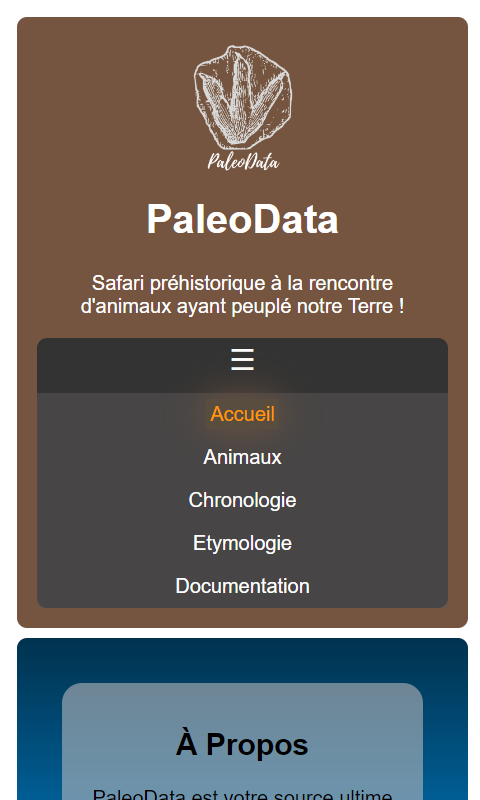 PaleoData
PaleoData
Safari préhistorique à la rencontre
d'animaux ayant peuplé notre Terre !
☰
Accueil
Animaux
Chronologie
Etymologie
Documentation
À Propos
PaleoData est votre source ultime